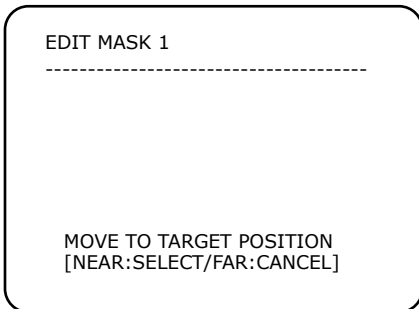 EDIT MASK 1
--------------------------------------
MOVE TO TARGET POSITION
[NEAR:SELECT/FAR:CANCEL]